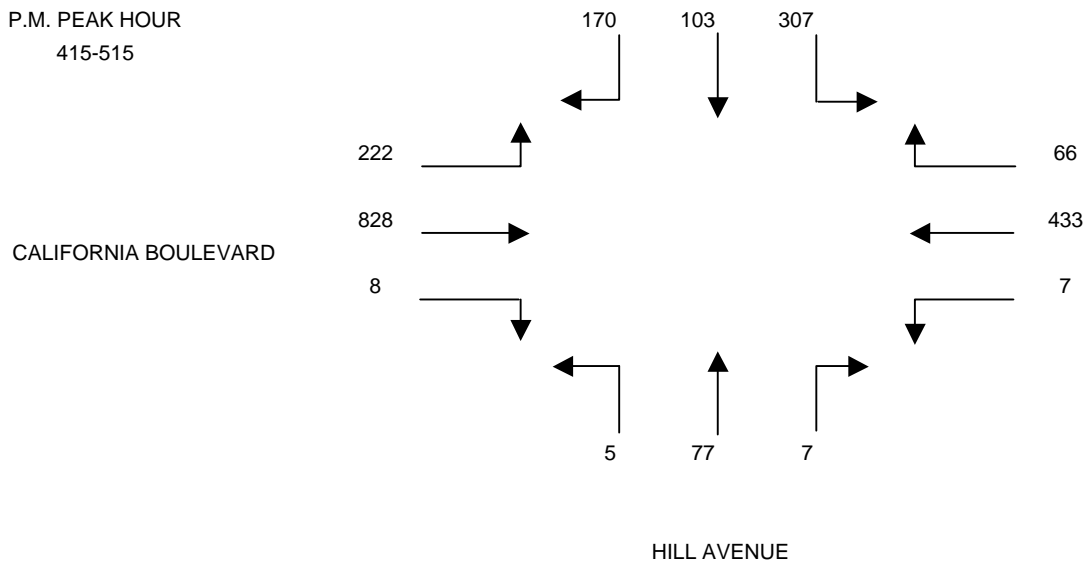 P.M. PEAK HOUR
415-515
170 103 307
222
66
828
433
CALIFORNIA BOULEVARD
8
7
5 77 7
HILL AVENUE